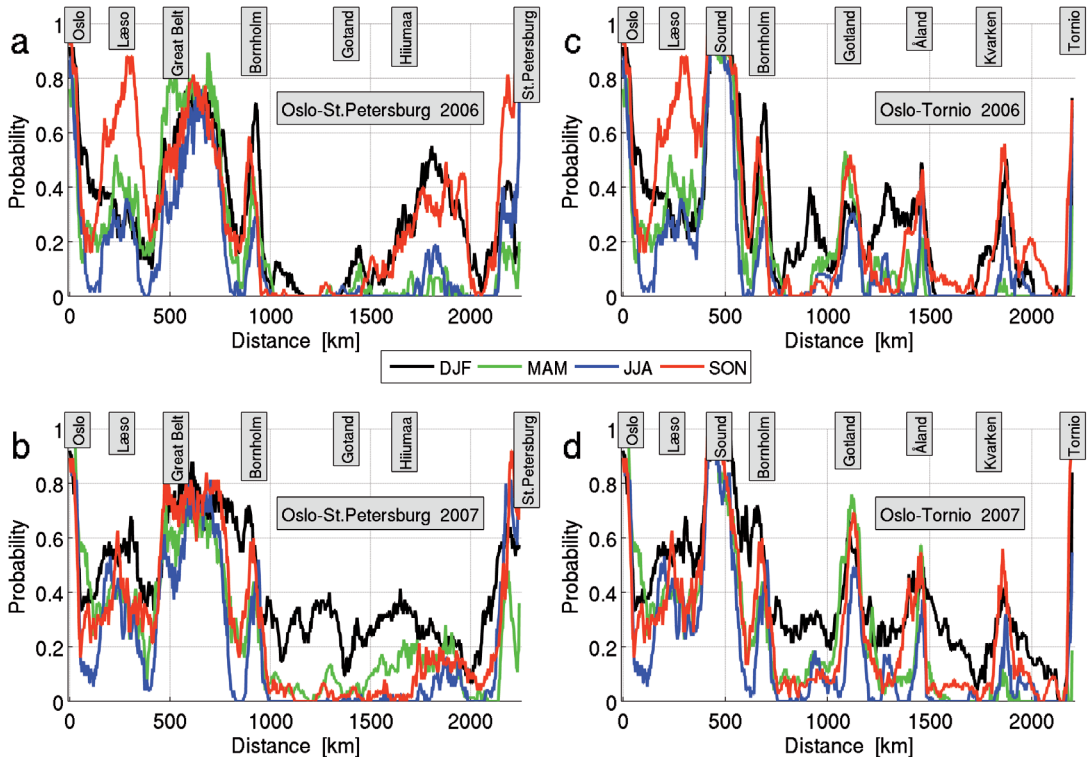 a
Oslo
Læso
Great Belt
Bornholm
Gotand
Hiiumaa
St.Petersburg
Oslo-St.Petersburg 2006
Probability
1
0.8
0.6
0.4
0.2
0
0 500 1000 1500 2000
Distance [km]
c
Oslo
Læso
Sound
Bornholm
Gotland
Åland
Kvarken
Tornio
Oslo-Tornio 2006
Probability
1
0.8
0.6
0.4
0.2
0
0 500 1000 1500 2000
Distance [km]
DJF MAM JJA SON
b
Oslo
Læso
Great Belt
Bornholm
Gotand
Hiiumaa
St.Petersburg
Oslo-St.Petersburg 2007
Probability
1
0.8
0.6
0.4
0.2
0
0 500 1000 1500 2000
Distance [km]
d
Oslo
Læso
Sound
Bornholm
Gotland
Åland
Kvarken
Tornio
Oslo-Tornio 2007
Probability
1
0.8
0.6
0.4
0.2
0
0 500 1000 1500 2000
Distance [km]